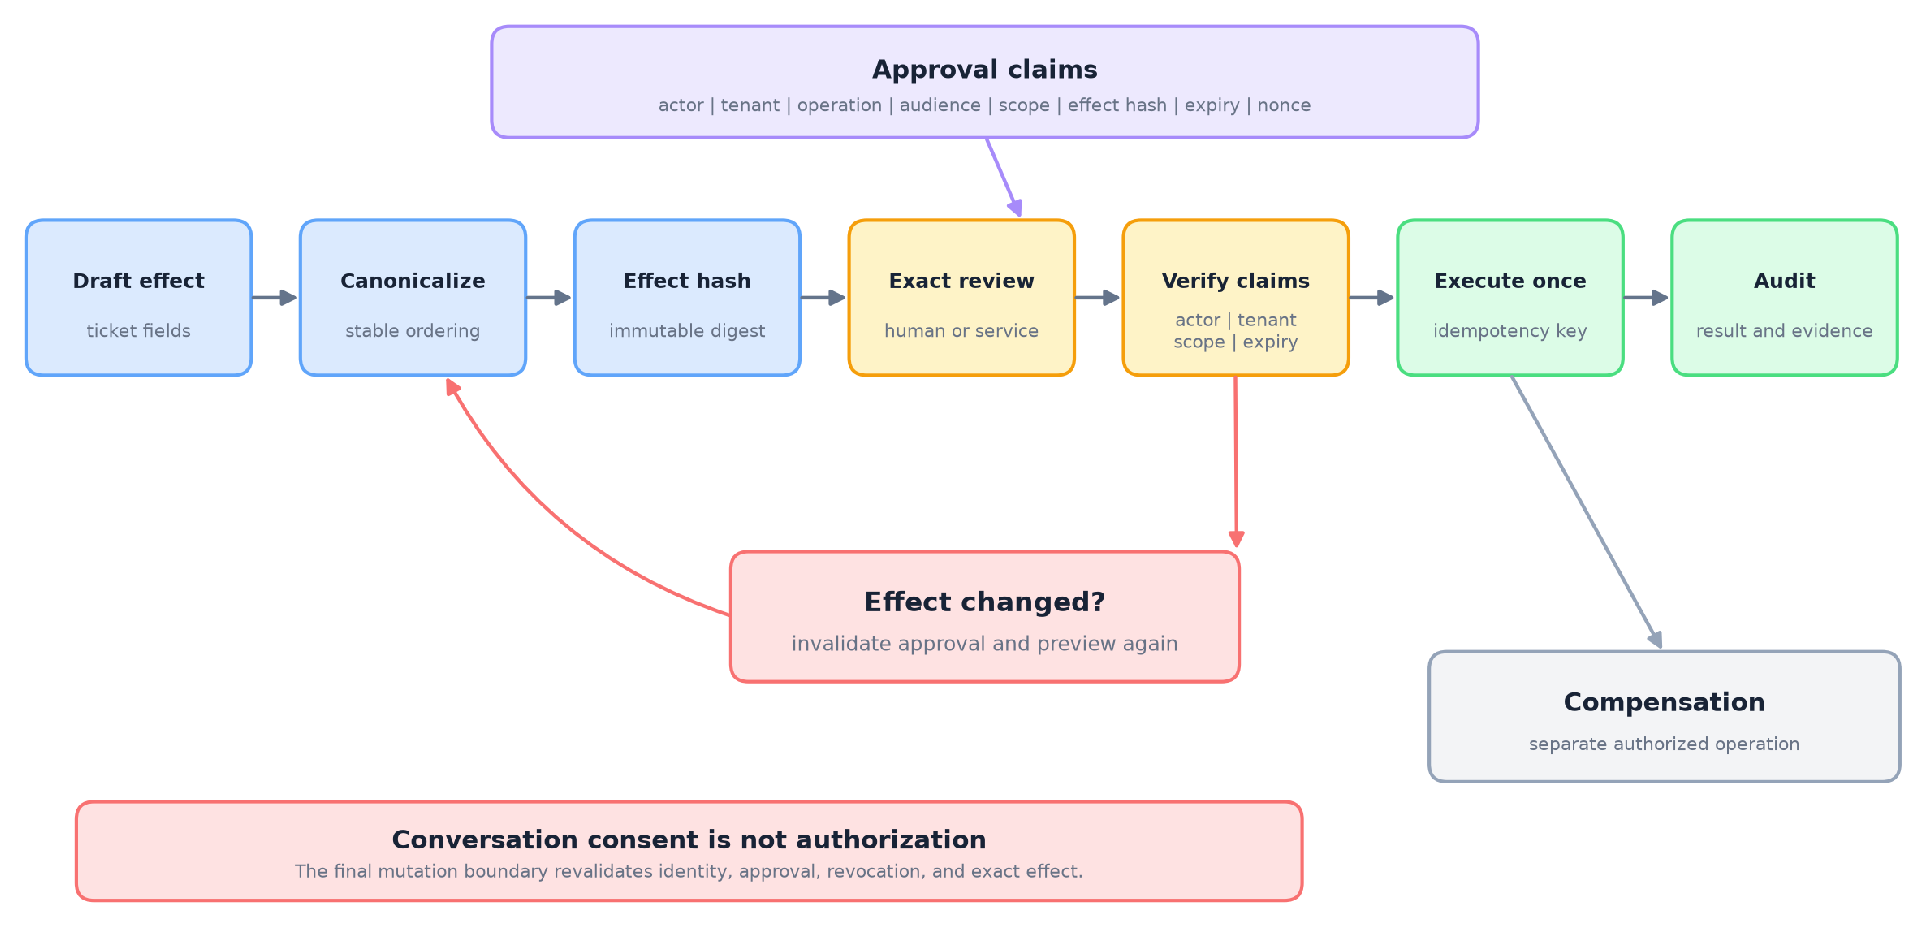 Approval claims
actor | tenant | operation | audience | scope | effect hash | expiry | nonce
Draft effect
ticket fields
Canonicalize
stable ordering
Effect hash
immutable digest
Exact review
human or service
Verify claims
actor | tenant
scope | expiry
Execute once
idempotency key
Audit
result and evidence
Effect changed?
invalidate approval and preview again
Compensation
separate authorized operation
Conversation consent is not authorization
The final mutation boundary revalidates identity, approval, revocation, and exact effect.